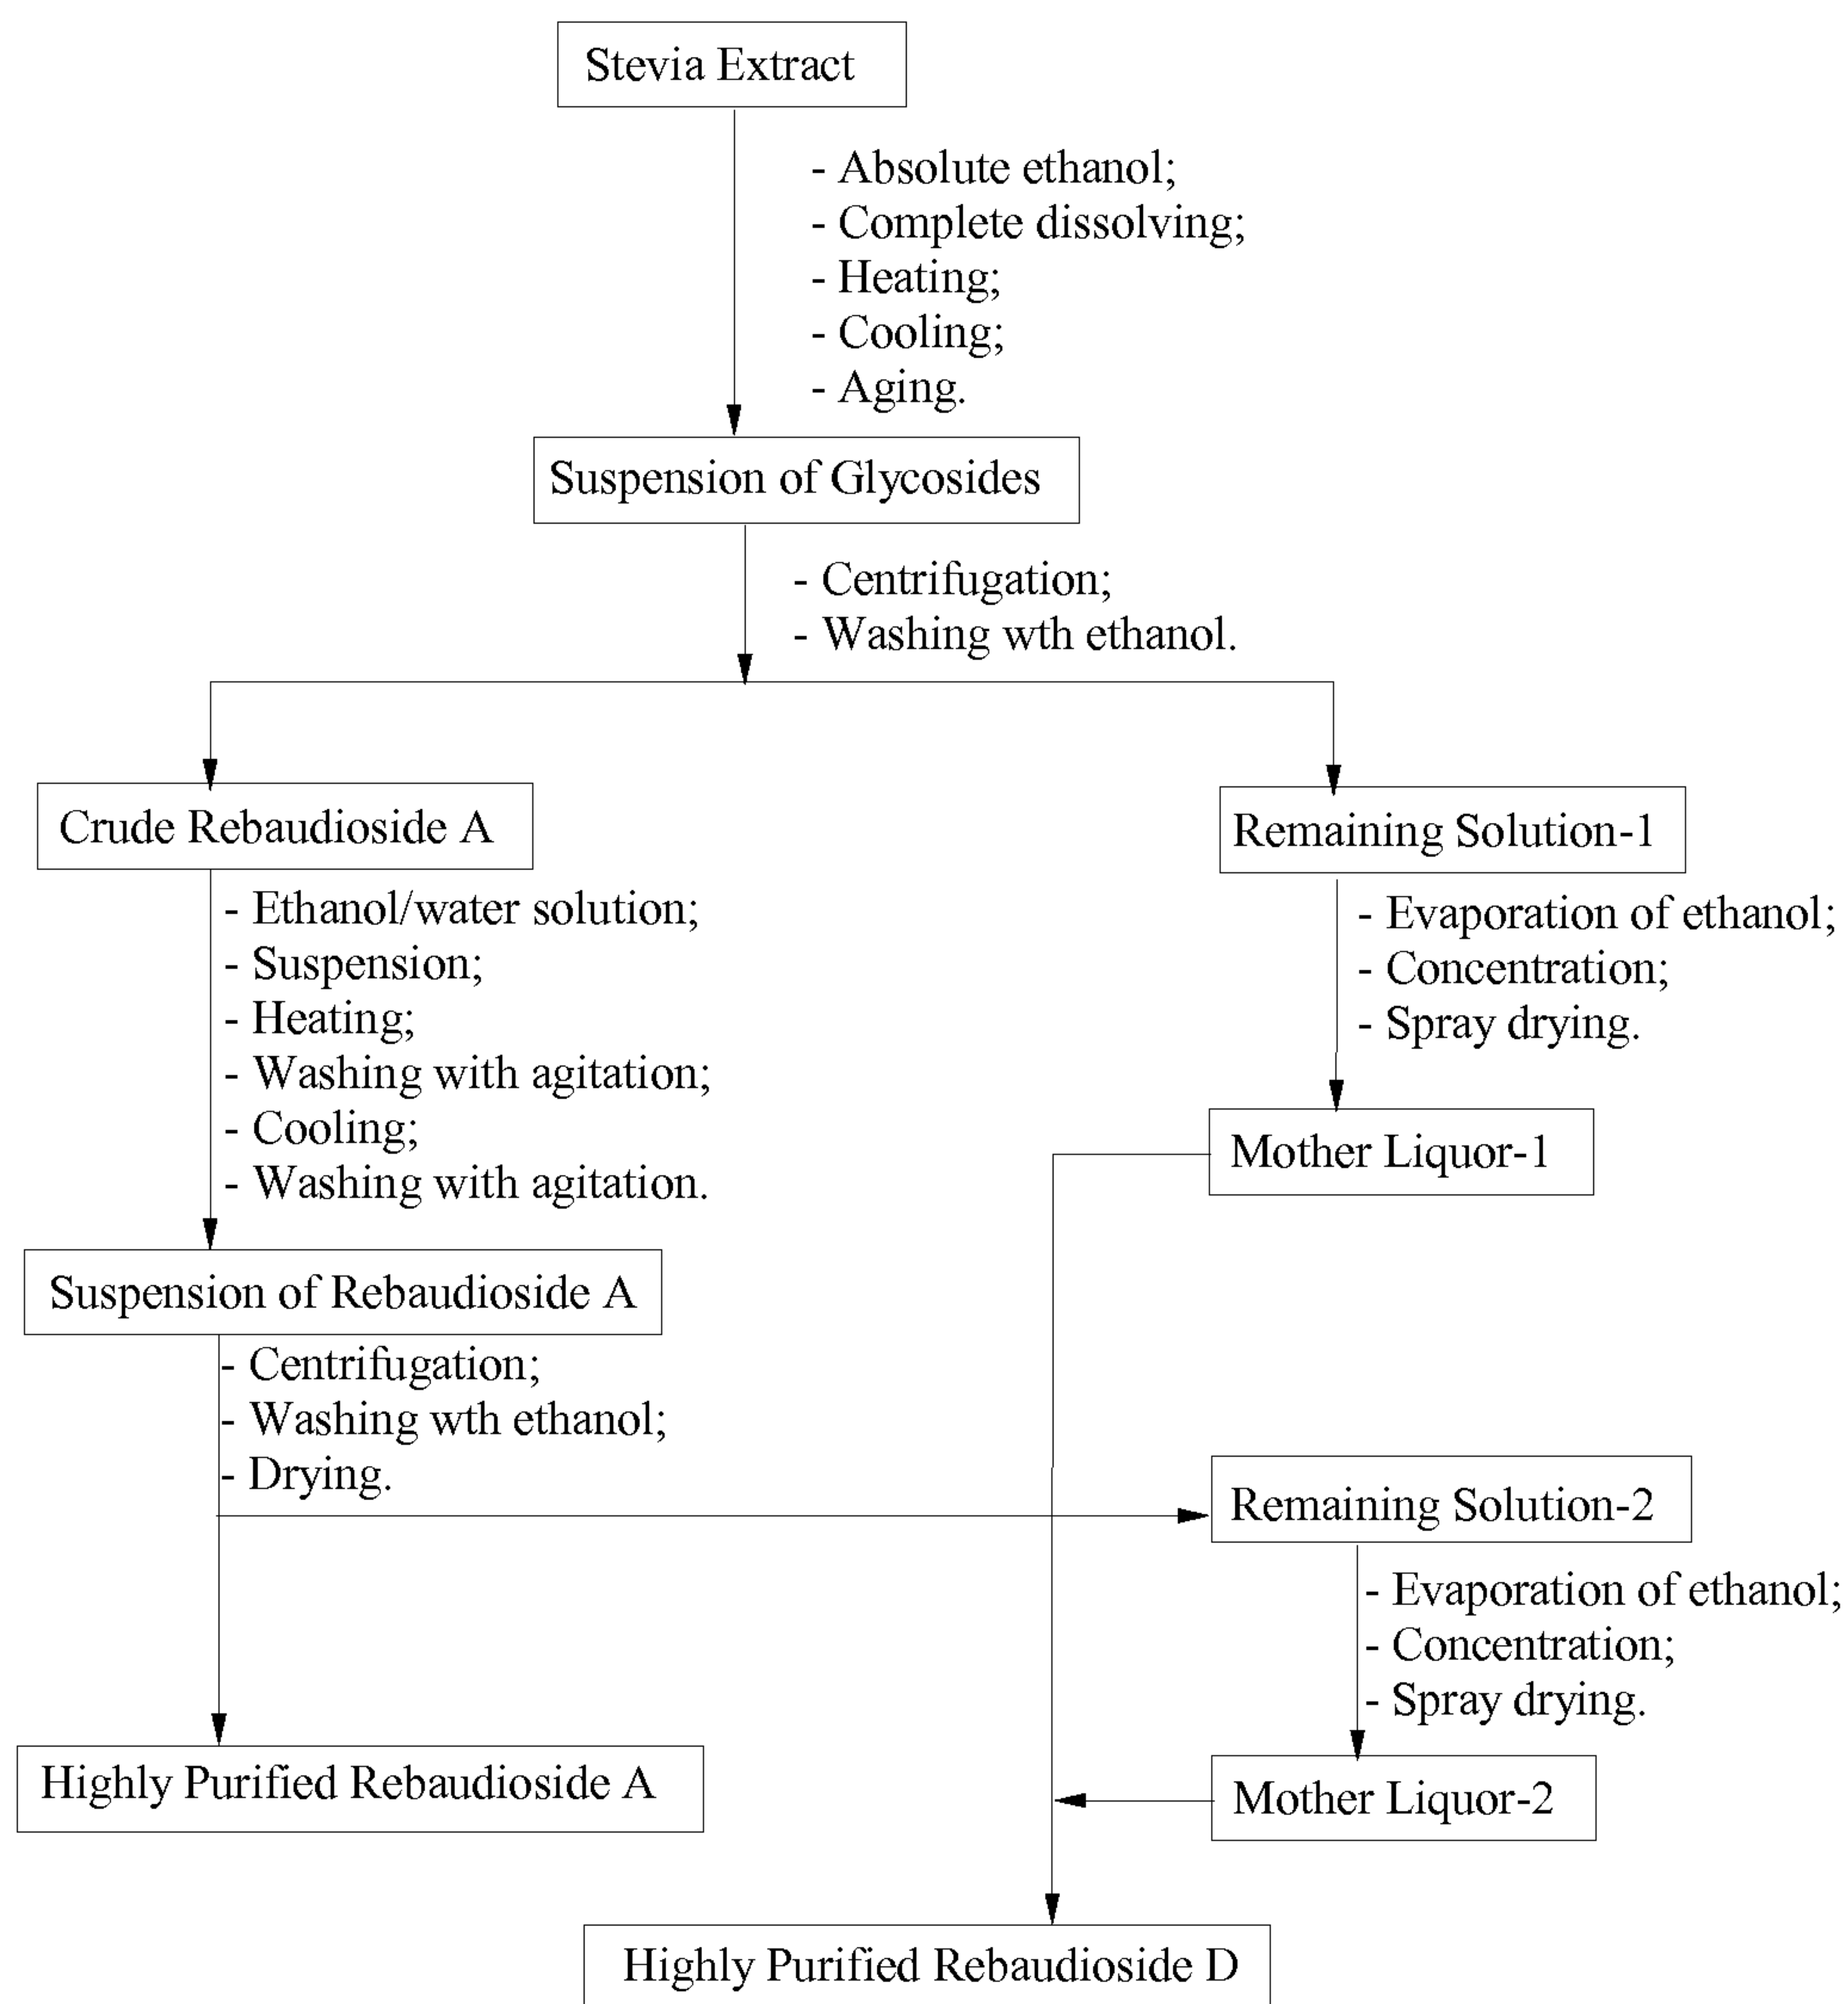 Stevia Extract
- Absolute ethanol;
- Complete dissolving;
- Heating;
- Cooling;
- Aging.
Suspension of Glycosides
- Centrifugation;
- Washing wth ethanol.
Crude Rebaudioside A
- Ethanol/water solution;
- Suspension;
- Heating;
- Washing with agitation;
- Cooling;
- Washing with agitation.
Remaining Solution-1
- Evaporation of ethanol;
- Concentration;
- Spray drying.
Mother Liquor-1
Suspension of Rebaudioside A
- Centrifugation;
- Washing wth ethanol;
- Drying.
Remaining Solution-2
- Evaporation of ethanol;
- Concentration;
- Spray drying.
Highly Purified Rebaudioside A
Mother Liquor-2
Highly Purified Rebaudioside D